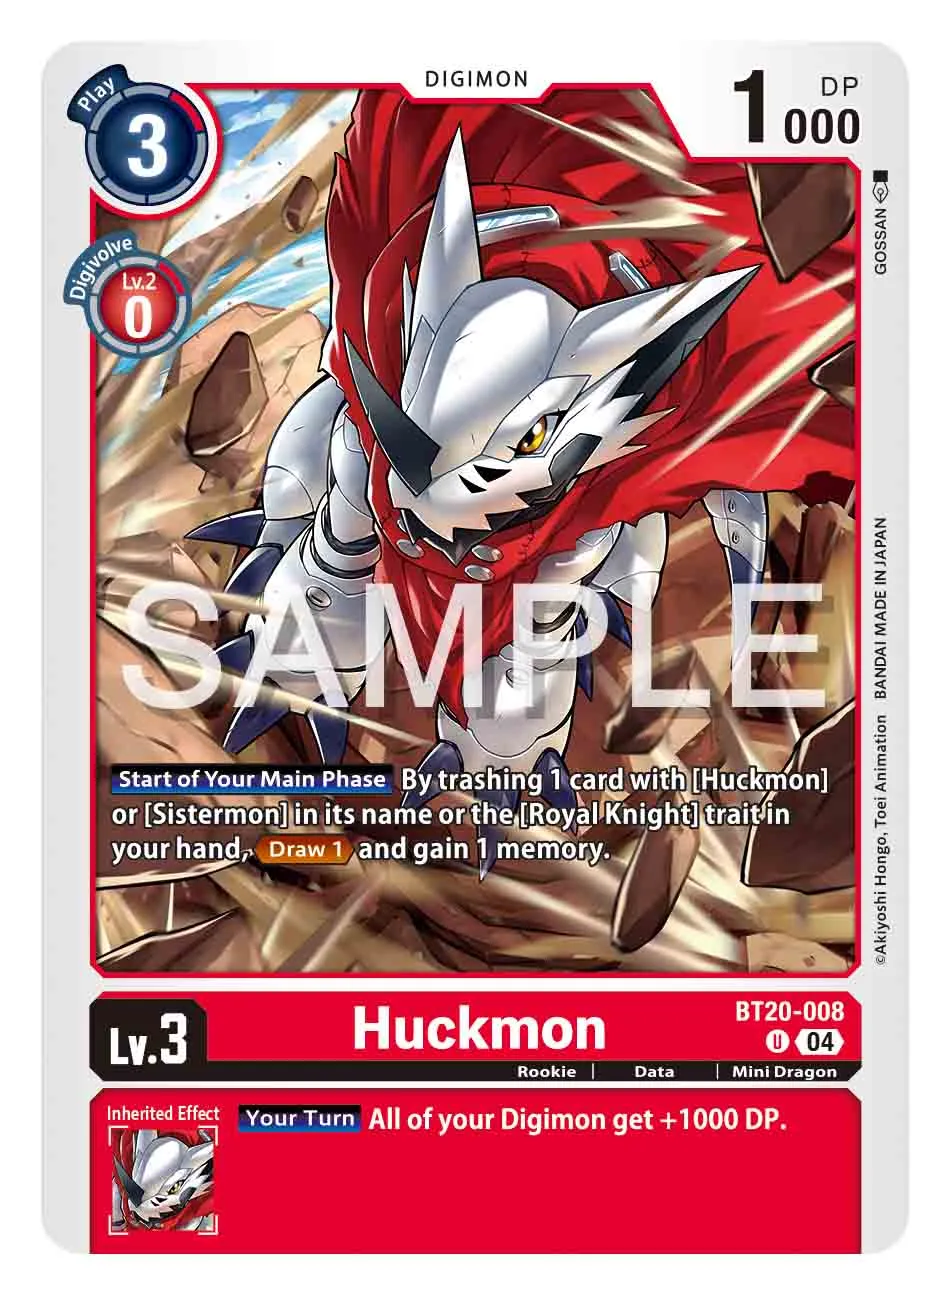 DIGIMON
Play
3
1000
DP
Digivolve
Lv.2
0
GOSSAN
SAMPLE
BANDAI MADE IN JAPAN
©Akiyoshi Hongo, Toei Animation
Start of Your Main Phase By trashing 1 card with [Huckmon]
or [Sistermon] in its name or the [Royal Knight] trait in
your hand, Draw 1 and gain 1 memory.
Lv.3
Huckmon
BT20-008
U 04
Rookie | Data | Mini Dragon
Inherited Effect
Your Turn All of your Digimon get +1000 DP.